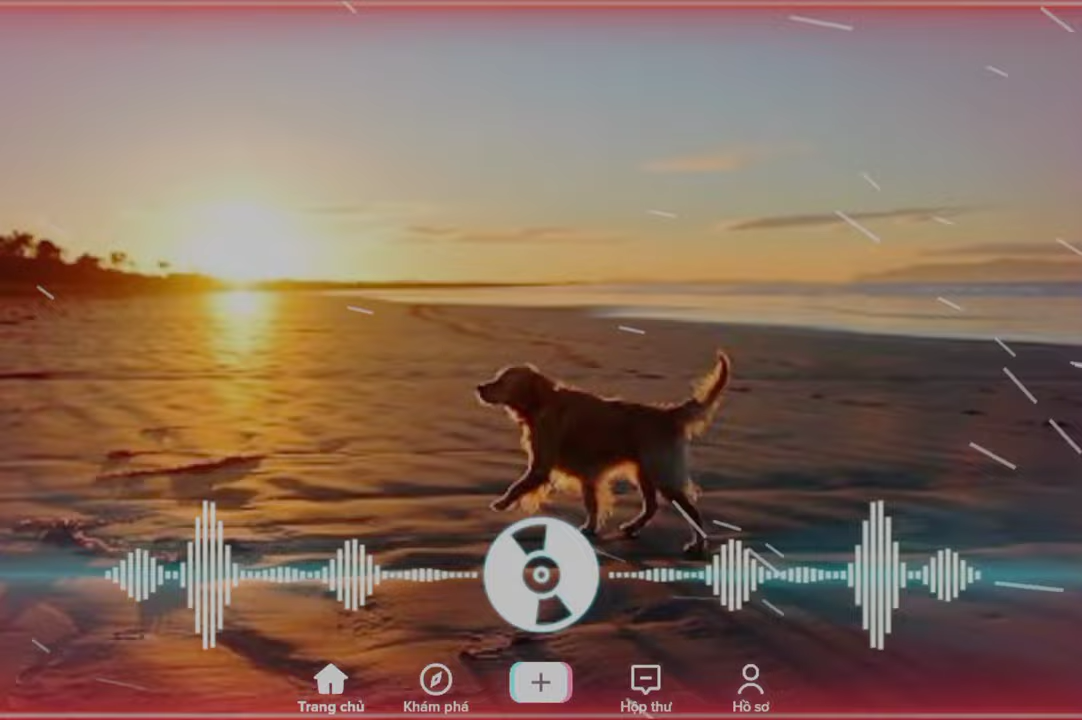 Trang chủ
Khám phá
Hộp thư
Hồ sơ